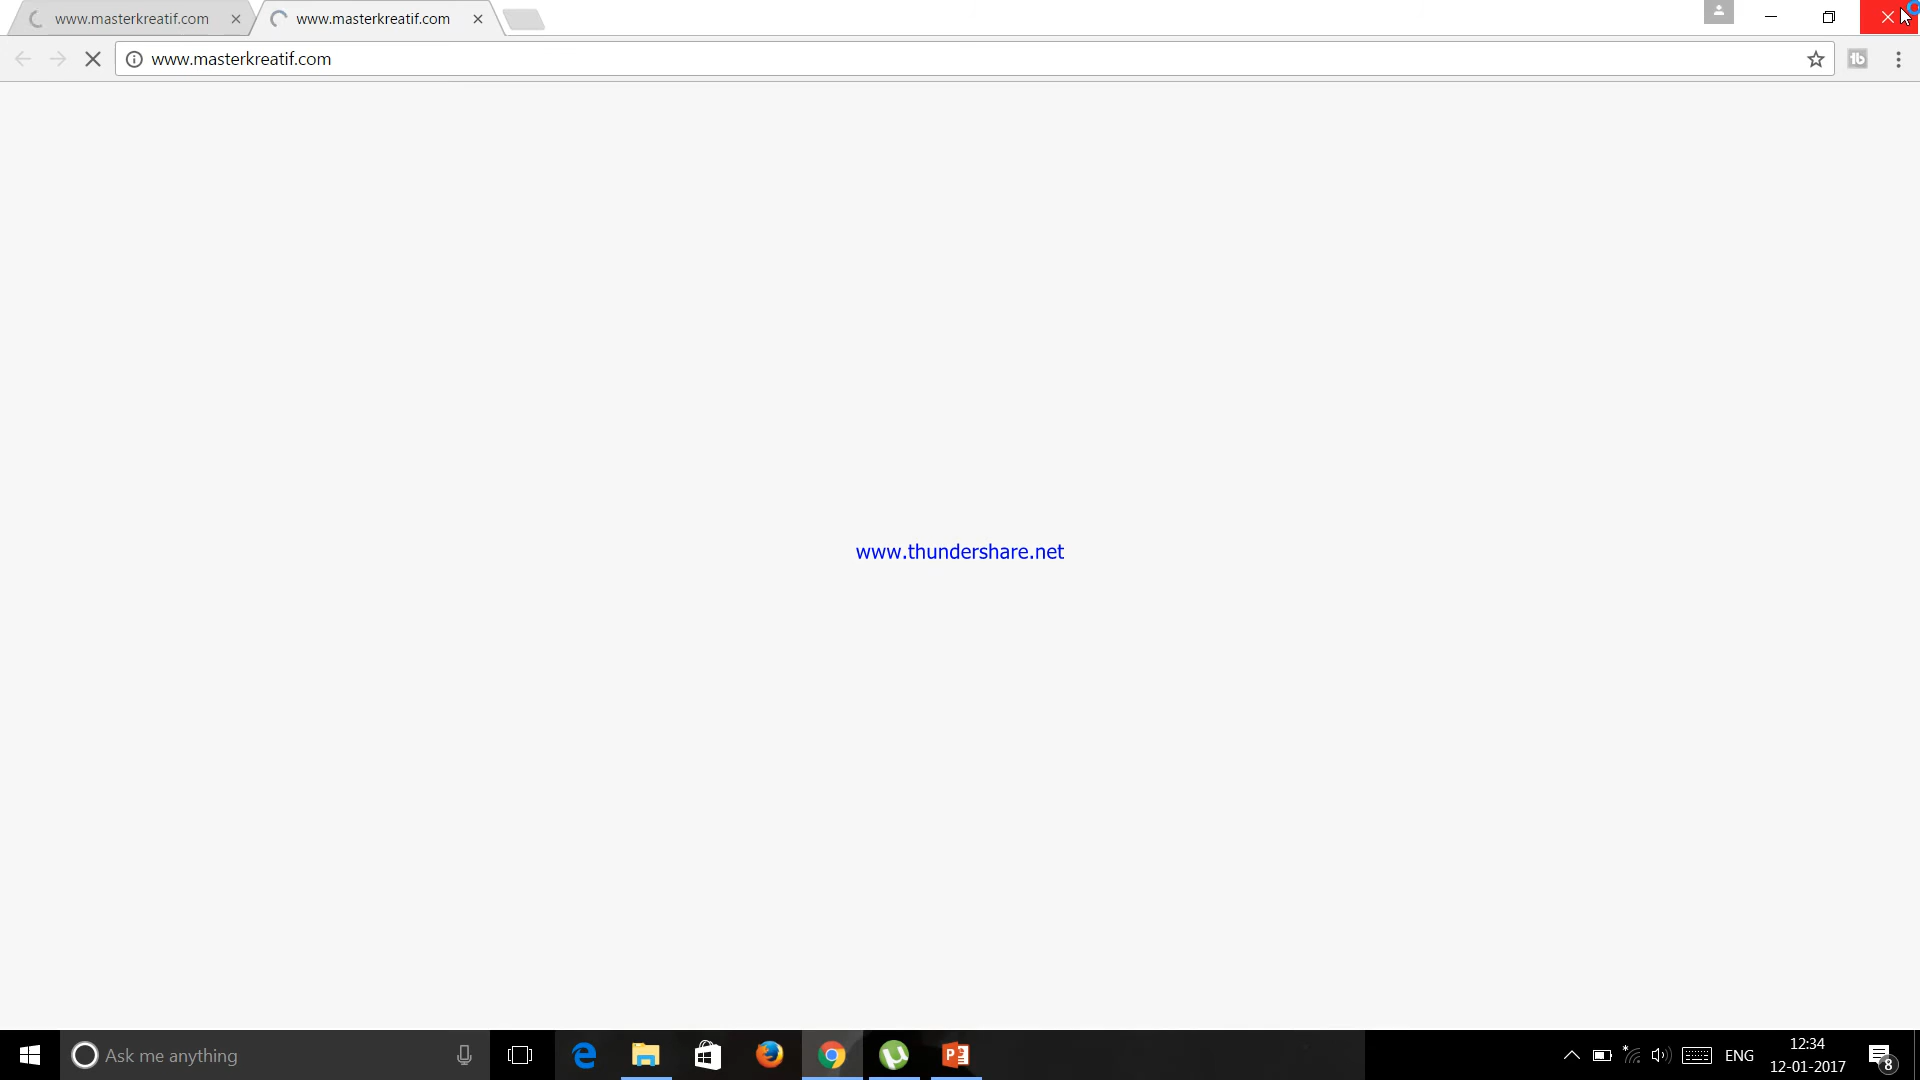 www.masterkreatif.com
www.masterkreatif.com
www.masterkreatif.com
www.thundershare.net
Ask me anything
ENG
12:34
12-01-2017
8